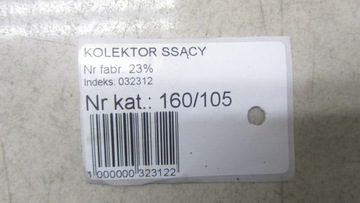 KOLEKTOR SSĄCY
Nr fabr. 23%
Indeks: 032312
Nr kat.: 160/105
1 000000 323122